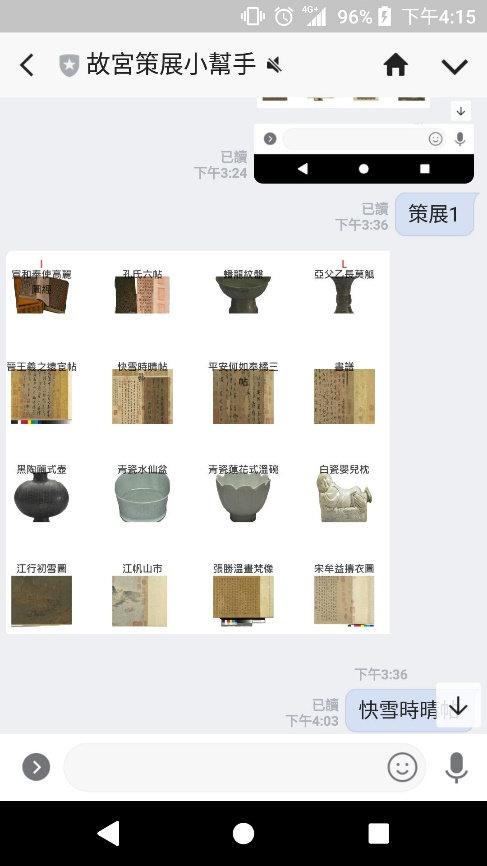 4G+ 96% 下午4:15
故宮策展小幫手
已讀
下午3:24
已讀
下午3:36
策展1
I
L
宣和奉使高麗
圖經
孔氏六帖
蟠龍紋盤
亞父乙長莫觚
晉王羲之遠宦帖
快雪時晴帖
平安何如奉橘三
帖
書譜
黑陶圈式壺
青瓷水仙盆
青瓷蓮花式溫碗
白瓷嬰兒枕
江行初雪圖
江帆山市
張勝溫畫梵像
宋牟益擣衣圖
下午3:36
已讀
下午4:03
快雪時晴帖